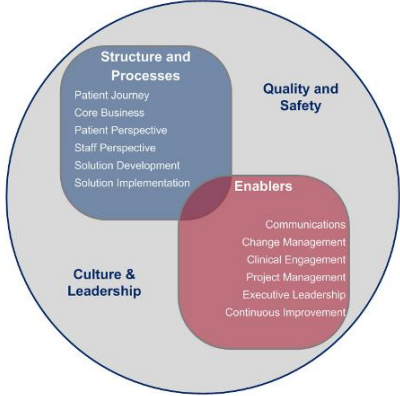 Structure and
Processes
Patient Journey
Core Business
Patient Perspective
Staff Perspective
Solution Development
Solution Implementation
Quality and
Safety
Enablers
Communications
Change Management
Clinical Engagement
Project Management
Executive Leadership
Continuous Improvement
Culture &
Leadership